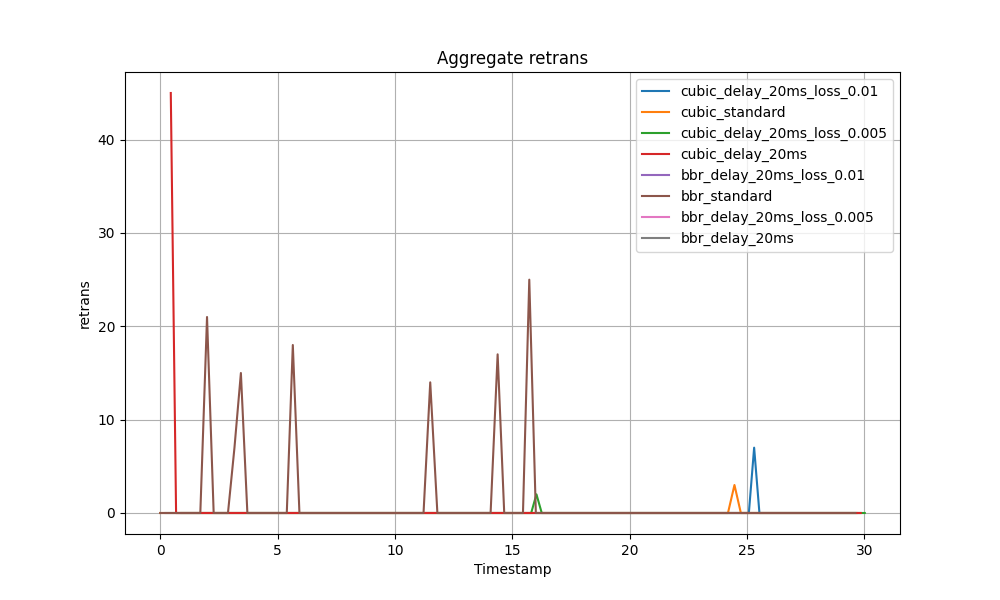 Aggregate retrans
cubic_delay_20ms_loss_0.01
cubic_standard
cubic_delay_20ms_loss_0.005
cubic_delay_20ms
bbr_delay_20ms_loss_0.01
bbr_standard
bbr_delay_20ms_loss_0.005
bbr_delay_20ms
retrans
40
30
20
10
0
0 5 10 15 20 25 30
Timestamp